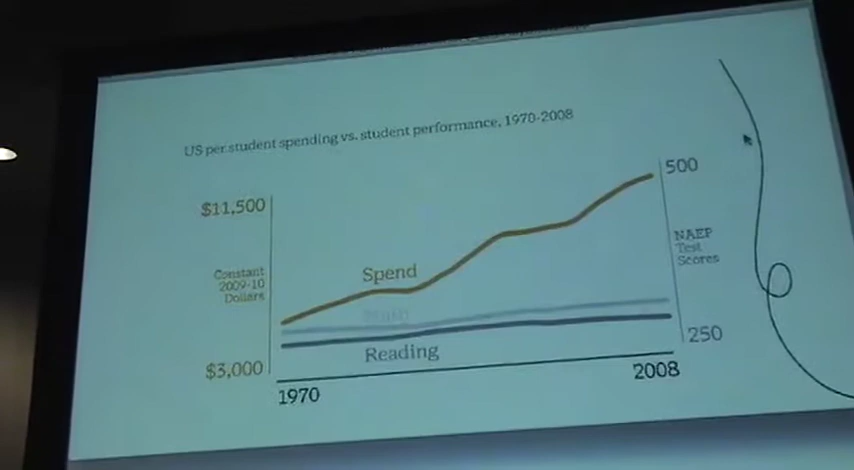 US per student spending vs. student performance, 1970-2008
$11,500
500
Constant
2009-10
Dollars
NAEP
Test
Scores
Spend
Math
Reading
$3,000
250
1970
2008